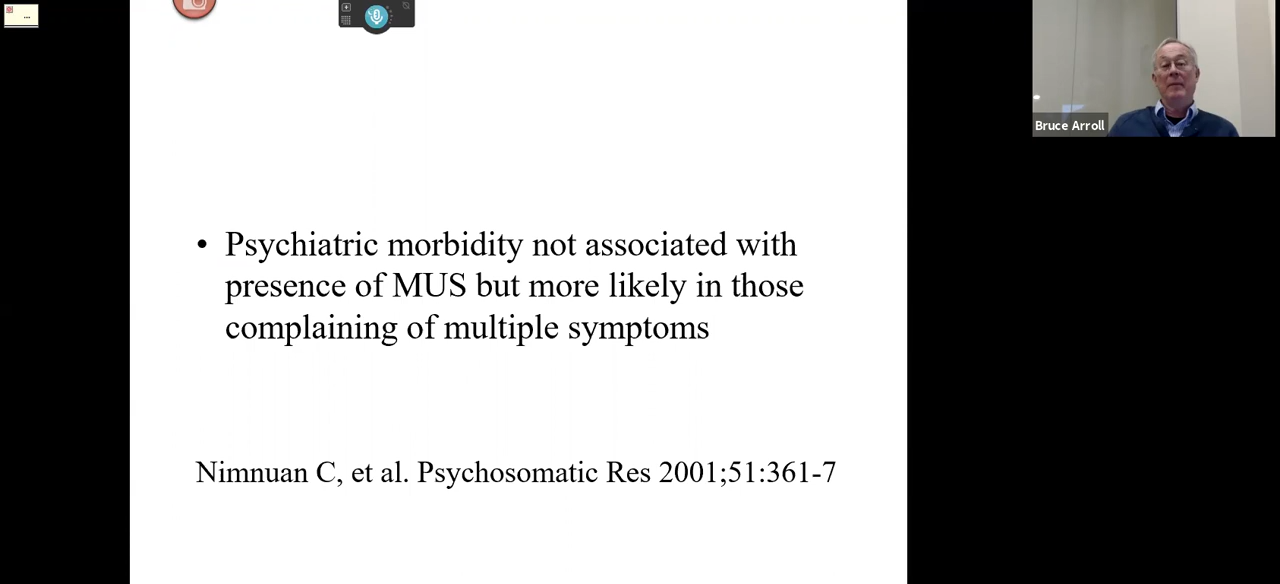 • Psychiatric morbidity not associated with
presence of MUS but more likely in those
complaining of multiple symptoms
Nimnuan C, et al. Psychosomatic Res 2001;51:361-7
Bruce Arroll